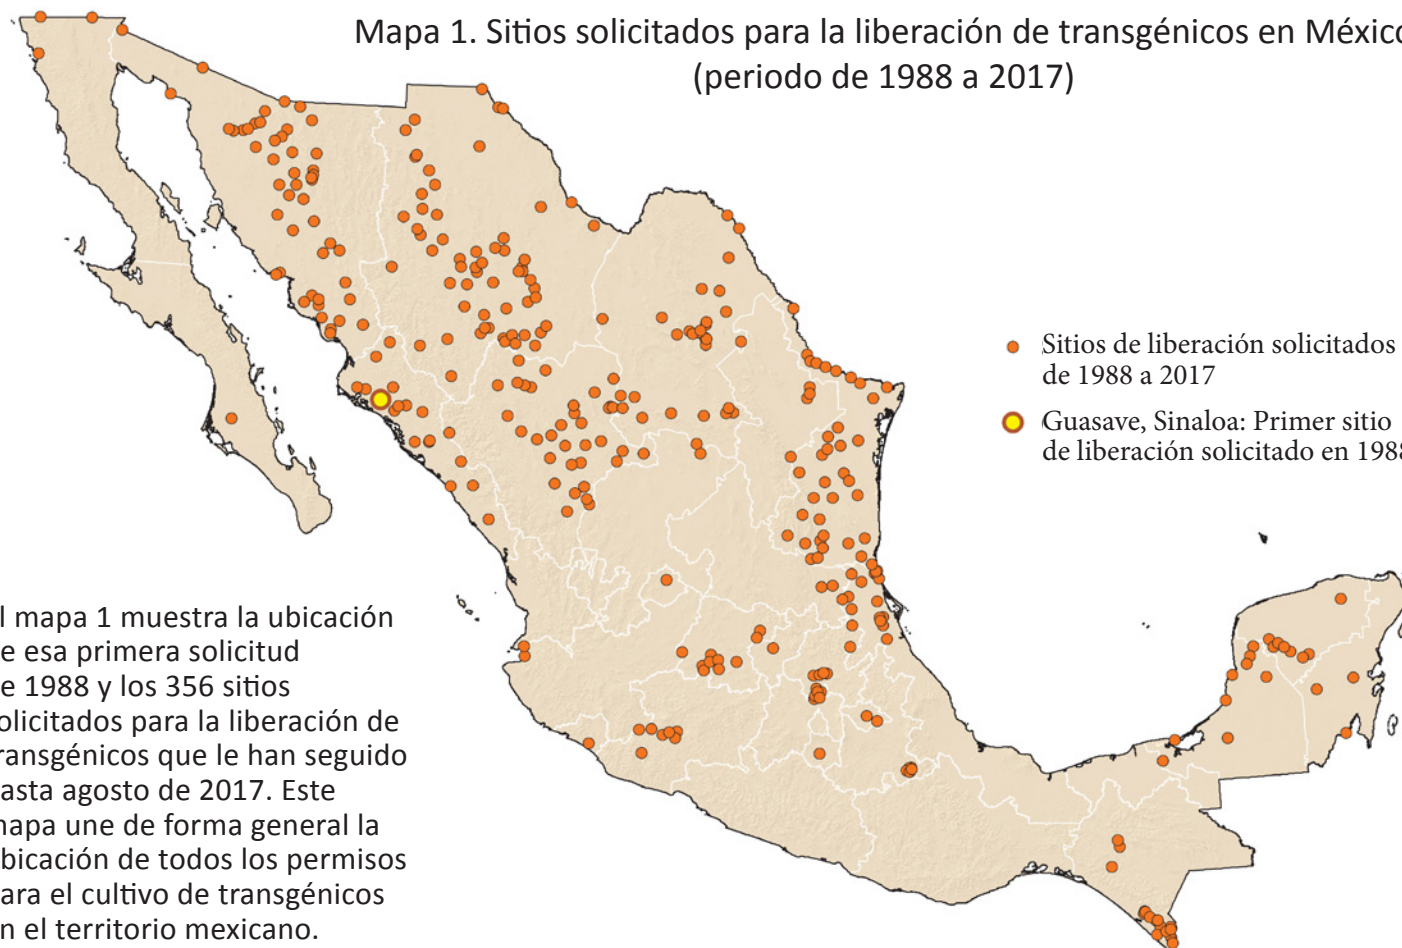 Mapa 1. Sitios solicitados para la liberación de transgénicos en México
(periodo de 1988 a 2017)
Sitios de liberación solicitados
de 1988 a 2017
Guasave, Sinaloa: Primer sitio
de liberación solicitado en 1988
l mapa 1 muestra la ubicación
e esa primera solicitud
e 1988 y los 356 sitios
olicitados para la liberación de
ransgénicos que le han seguido
asta agosto de 2017. Este
mapa une de forma general la
bicación de todos los permisos
ara el cultivo de transgénicos
n el territorio mexicano.